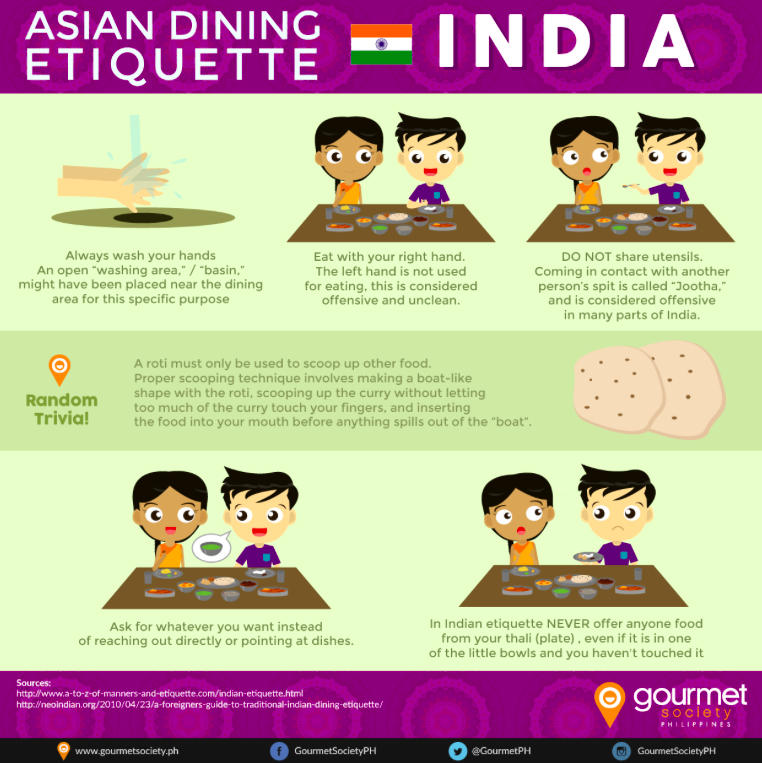 ASIAN DINING
ETIQUETTE
INDIA
Always wash your hands
An open “washing area,” / “basin,”
might have been placed near the dining
area for this specific purpose
Eat with your right hand.
The left hand is not used
for eating, this is considered
offensive and unclean.
DO NOT share utensils.
Coming in contact with another
person’s spit is called “Jootha,”
and is considered offensive
in many parts of India.
Random
Trivia!
A roti must only be used to scoop up other food.
Proper scooping technique involves making a boat-like
shape with the roti, scooping up the curry without letting
too much of the curry touch your fingers, and inserting
the food into your mouth before anything spills out of the “boat”.
Ask for whatever you want instead
of reaching out directly or pointing at dishes.
In Indian etiquette NEVER offer anyone food
from your thali (plate) , even if it is in one
of the little bowls and you haven’t touched it
Sources:
http://www.a-to-z-of-manners-and-etiquette.com/indian-etiquette.html
http://neoindian.org/2010/04/23/a-foreigners-guide-to-traditional-indian-dining-etiquette/
gourmet
society
PHILIPPINES
www.gourmetsociety.ph
GourmetSocietyPH
@GourmetPH
GourmetSocietyPH